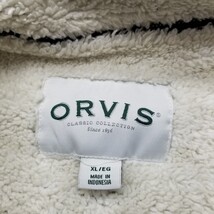 ORVIS®
CLASSIC COLLECTION
Since 1856
XL/EG
MADE IN
INDONESIA